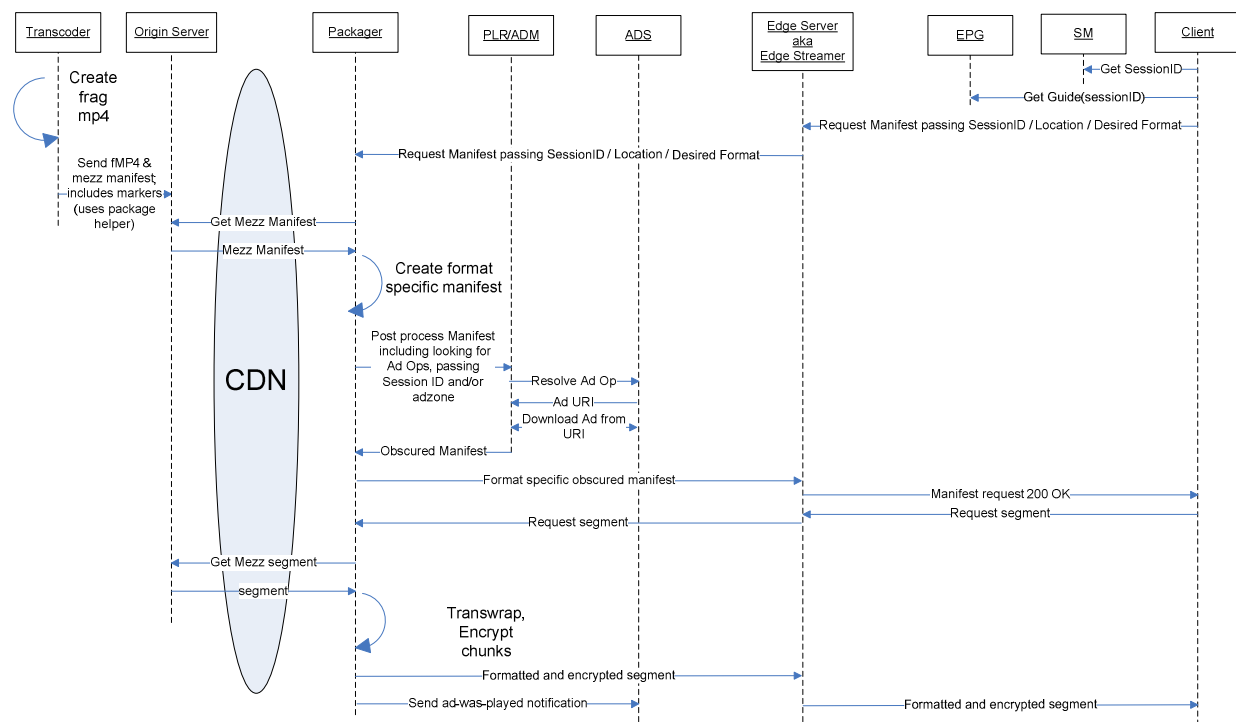 Transcoder
Origin Server
Packager
PLR/ADM
ADS
Edge Server
aka
Edge Streamer
EPG
SM
Client
Create
frag
mp4
Get SessionID
Get Guide(sessionID)
Request Manifest passing SessionID / Location / Desired Format
Request Manifest passing SessionID / Location / Desired Format
Send fMP4 &
mezz manifest;
includes markers
(uses package
helper)
Get Mezz Manifest
Mezz Manifest
Create format
specific manifest
CDN
Post process Manifest
including looking for
Ad Ops, passing
Session ID and/or
adzone
Resolve Ad Op
Ad URI
Download Ad from
URI
Obscured Manifest
Format specific obscured manifest
Manifest request 200 OK
Request segment
Request segment
Get Mezz segment
segment
Transwrap,
Encrypt
chunks
Formatted and encrypted segment
Send ad-was-played notification
Formatted and encrypted segment